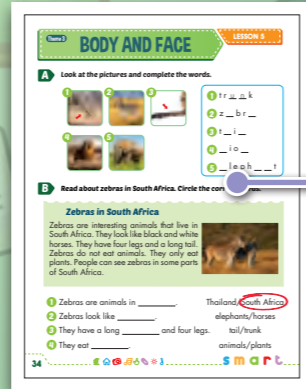 Theme 3
BODY AND FACE
LESSON 5
A Look at the pictures and complete the words.
1 2 3
4 5
1 t r u n k
2 z _ b r _
3 t _ i _
4 _ i o _
5 _ l e p h _ _ t
B Read about zebras in South Africa. Circle the
Zebras in South Africa
Zebras are interesting animals that live in
South Africa. They look like black and white
horses. They have four legs and a long tail.
Zebras do not eat animals. They only eat
plants. People can see zebras in some parts
of South Africa.
1 Zebras are animals in ________. Thailand/South Africa
2 Zebras look like ________. elephants/horses
3 They have a long ________ and four legs. tail/trunk
4 They eat ________. animals/plants
34
smart